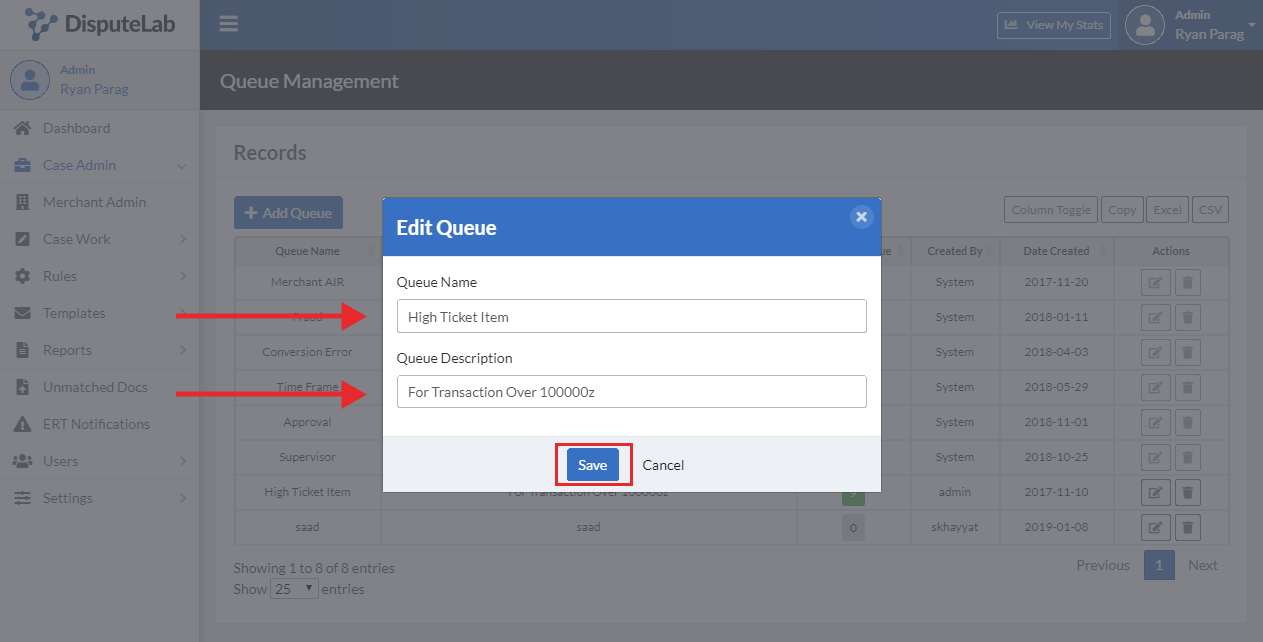 DisputeLab
View My Stats
Admin
Ryan Parag
Admin
Ryan Parag
Queue Management
Dashboard
Case Admin
Merchant Admin
Case Work
Rules
Templates
Reports
Unmatched Docs
ERT Notifications
Users
Settings
Records
+ Add Queue
Column Toggle Copy Excel CSV
Queue Name Created By Date Created Actions
Merchant AIR System 2017-11-20
Fraud System 2018-01-11
Conversion Error System 2018-04-03
Time Frame System 2018-05-29
Approval System 2018-11-01
Supervisor System 2018-10-25
High Ticket Item For Transaction Over 100000z 9 admin 2017-11-10
saad saad 0 skhayyat 2019-01-08
Showing 1 to 8 of 8 entries
Show 25 entries
Previous 1 Next
Edit Queue
Queue Name
High Ticket Item
Queue Description
For Transaction Over 100000z
Save Cancel